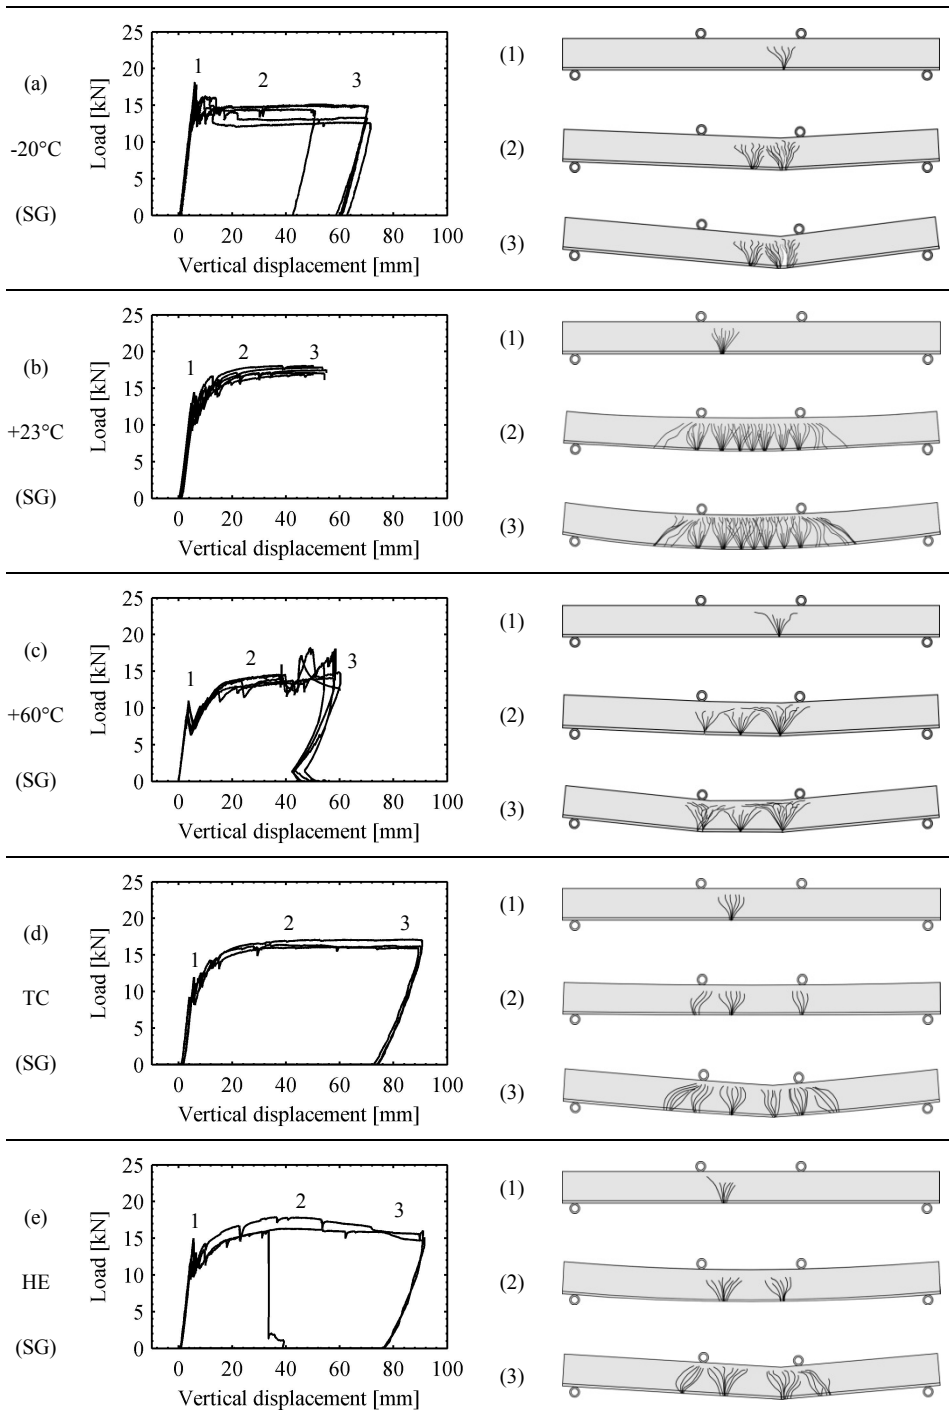 (a)
-20°C
(SG)
Load [kN]
25
20
15
10
5
0
1 2 3
0 20 40 60 80 100
Vertical displacement [mm]
(1)
(2)
(3)
(b)
+23°C
(SG)
Load [kN]
25
20
15
10
5
0
1 2 3
0 20 40 60 80 100
Vertical displacement [mm]
(1)
(2)
(3)
(c)
+60°C
(SG)
Load [kN]
25
20
15
10
5
0
1 2 3
0 20 40 60 80 100
Vertical displacement [mm]
(1)
(2)
(3)
(d)
TC
(SG)
Load [kN]
25
20
15
10
5
0
1 2 3
0 20 40 60 80 100
Vertical displacement [mm]
(1)
(2)
(3)
(e)
HE
(SG)
Load [kN]
25
20
15
10
5
0
1 2 3
0 20 40 60 80 100
Vertical displacement [mm]
(1)
(2)
(3)